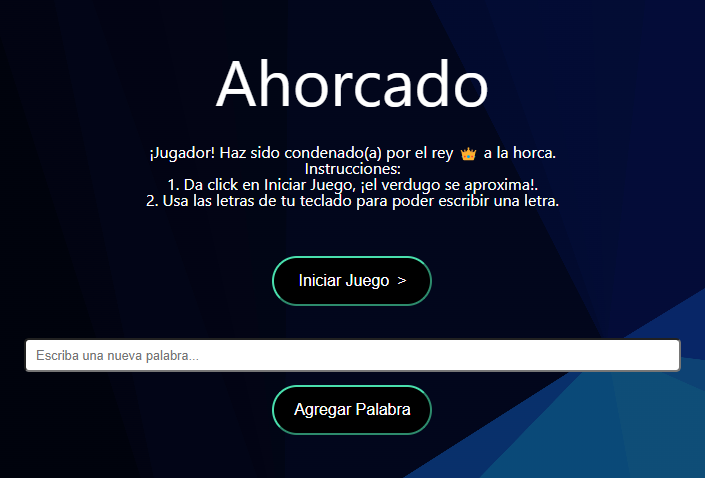 Ahorcado
¡Jugador! Haz sido condenado(a) por el rey 👑 a la horca.
Instrucciones:
1. Da click en Iniciar Juego, ¡el verdugo se aproxima!.
2. Usa las letras de tu teclado para poder escribir una letra.
Iniciar Juego >
Escriba una nueva palabra...
Agregar Palabra